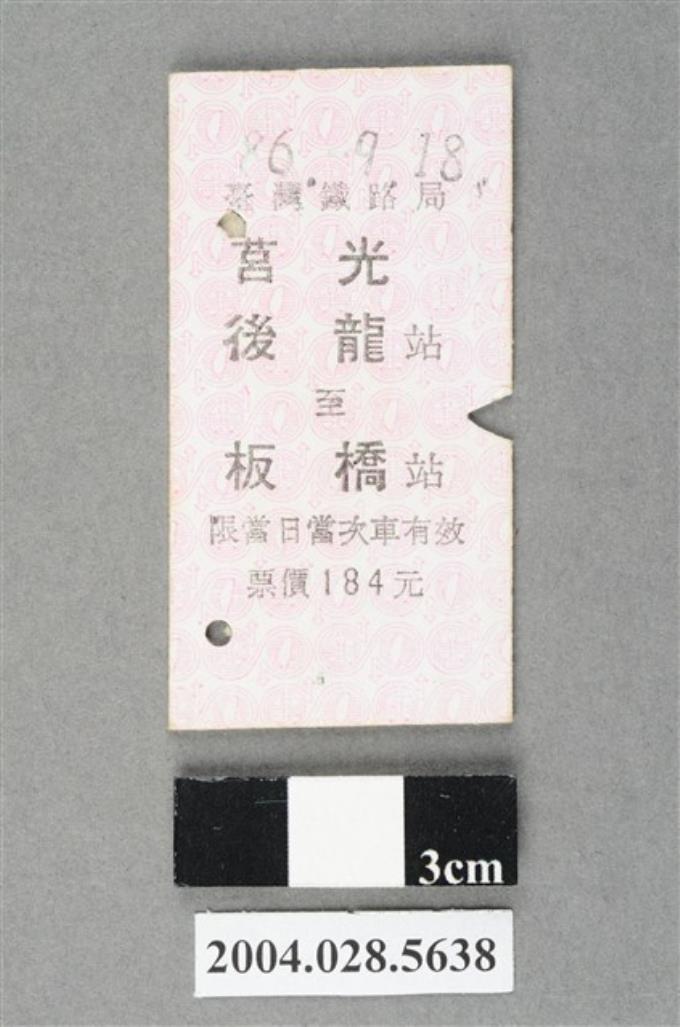 86.9.18
臺灣鐵路局
莒光
後龍站
至
板橋站
限當日當次車有效
票價184元
3cm
2004.028.5638